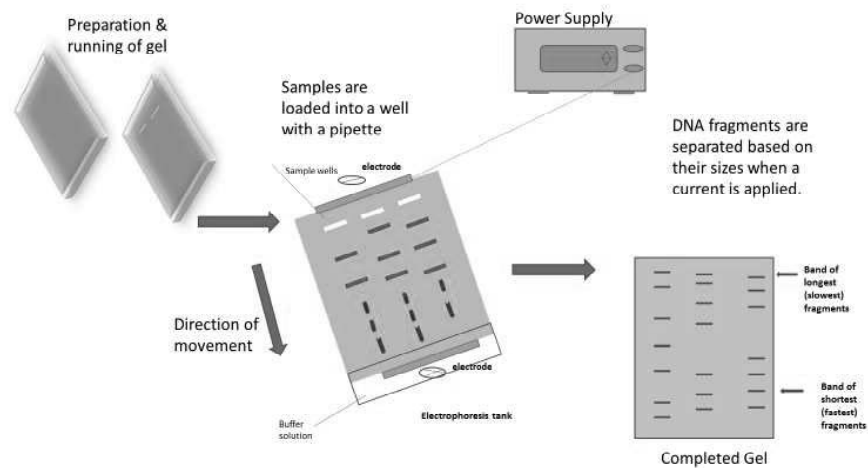 Preparation &
running of gel
Power Supply
Samples are
loaded into a well
with a pipette
DNA fragments are
separated based on
their sizes when a
current is applied.
electrode
Sample wells
Direction of
movement
Band of
longest
(slowest)
fragments
electrode
Band of
shortest
(fastest)
fragments
Buffer
solution
Electrophoresis tank
Completed Gel